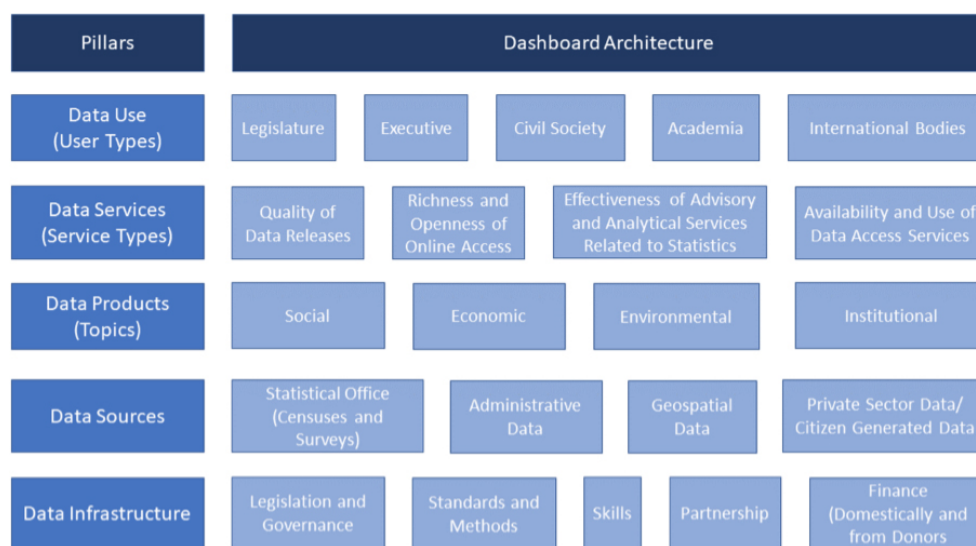 Pillars
Dashboard Architecture
Data Use
(User Types)
Legislature
Executive
Civil Society
Academia
International Bodies
Data Services
(Service Types)
Quality of
Data Releases
Richness and
Openness of
Online Access
Effectiveness of Advisory
and Analytical Services
Related to Statistics
Availability and Use of
Data Access Services
Data Products
(Topics)
Social
Economic
Environmental
Institutional
Data Sources
Statistical Office
(Censuses and
Surveys)
Administrative
Data
Geospatial
Data
Private Sector Data/
Citizen Generated Data
Data Infrastructure
Legislation and
Governance
Standards and
Methods
Skills
Partnership
Finance
(Domestically and
from Donors